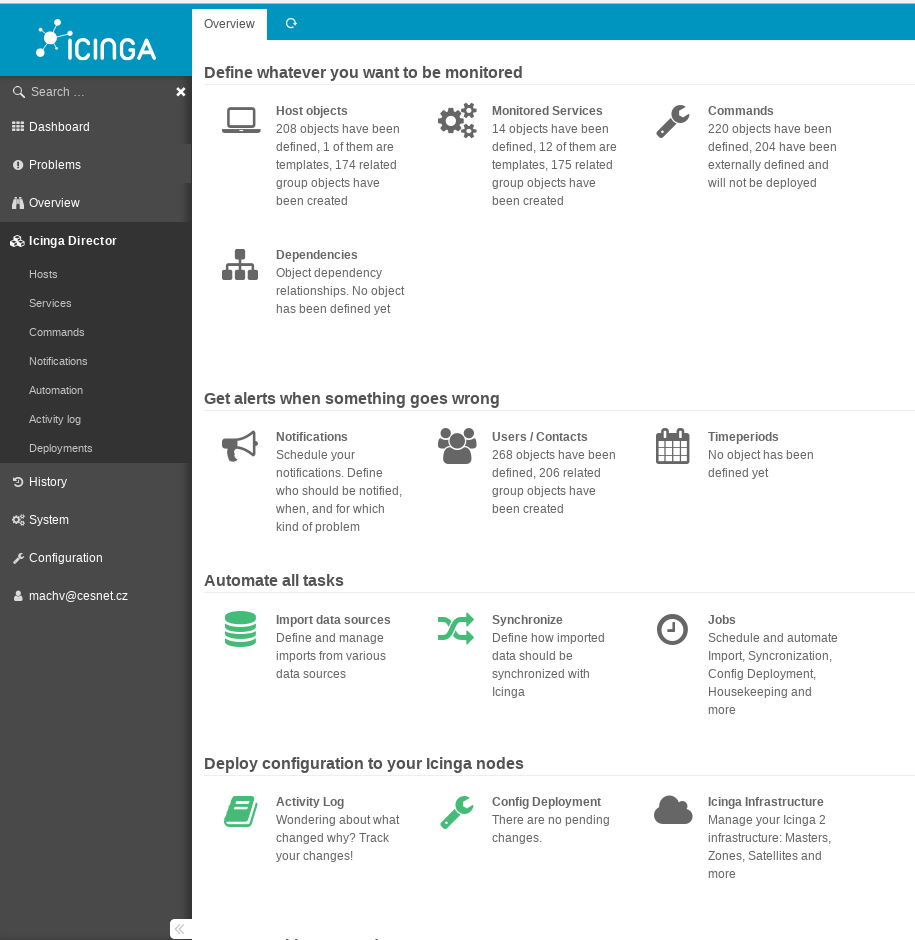 Overview
ICINGA
Search ...
Dashboard
Problems
Overview
Icinga Director
Hosts
Services
Commands
Notifications
Automation
Activity log
Deployments
History
System
Configuration
machv@cesnet.cz
Define whatever you want to be monitored
Host objects
208 objects have been
defined, 1 of them are
templates, 174 related
group objects have
been created
Monitored Services
14 objects have been
defined, 12 of them are
templates, 175 related
group objects have
been created
Commands
220 objects have been
defined, 204 have been
externally defined and
will not be deployed
Dependencies
Object dependency
relationships. No object
has been defined yet
Get alerts when something goes wrong
Notifications
Schedule your
notifications. Define
who should be notified,
when, and for which
kind of problem
Users / Contacts
268 objects have been
defined, 206 related
group objects have
been created
Timeperiods
No object has been
defined yet
Automate all tasks
Import data sources
Define and manage
imports from various
data sources
Synchronize
Define how imported
data should be
synchronized with
Icinga
Jobs
Schedule and automate
Import, Syncronization,
Config Deployment,
Housekeeping and
more
Deploy configuration to your Icinga nodes
Activity Log
Wondering about what
changed why? Track
your changes!
Config Deployment
There are no pending
changes.
Icinga Infrastructure
Manage your Icinga 2
infrastructure: Masters,
Zones, Satellites and
more